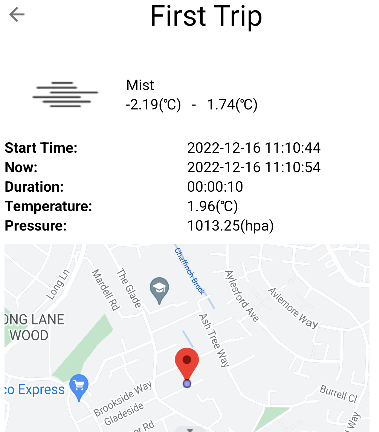 First Trip
Mist
-2.19(℃) - 1.74(℃)
Start Time: 2022-12-16 11:10:44
Now: 2022-12-16 11:10:54
Duration: 00:00:10
Temperature: 1.96(℃)
Pressure: 1013.25(hpa)
Long Ln
Mardell Rd
The Glade
Chaffinch Brook
Aylesford Ave
Aylemore Way
ONG LANE
WOOD
Ash Tree Way
co Express
Brookside Way
Gladeside
Burrell Cl
or Rd